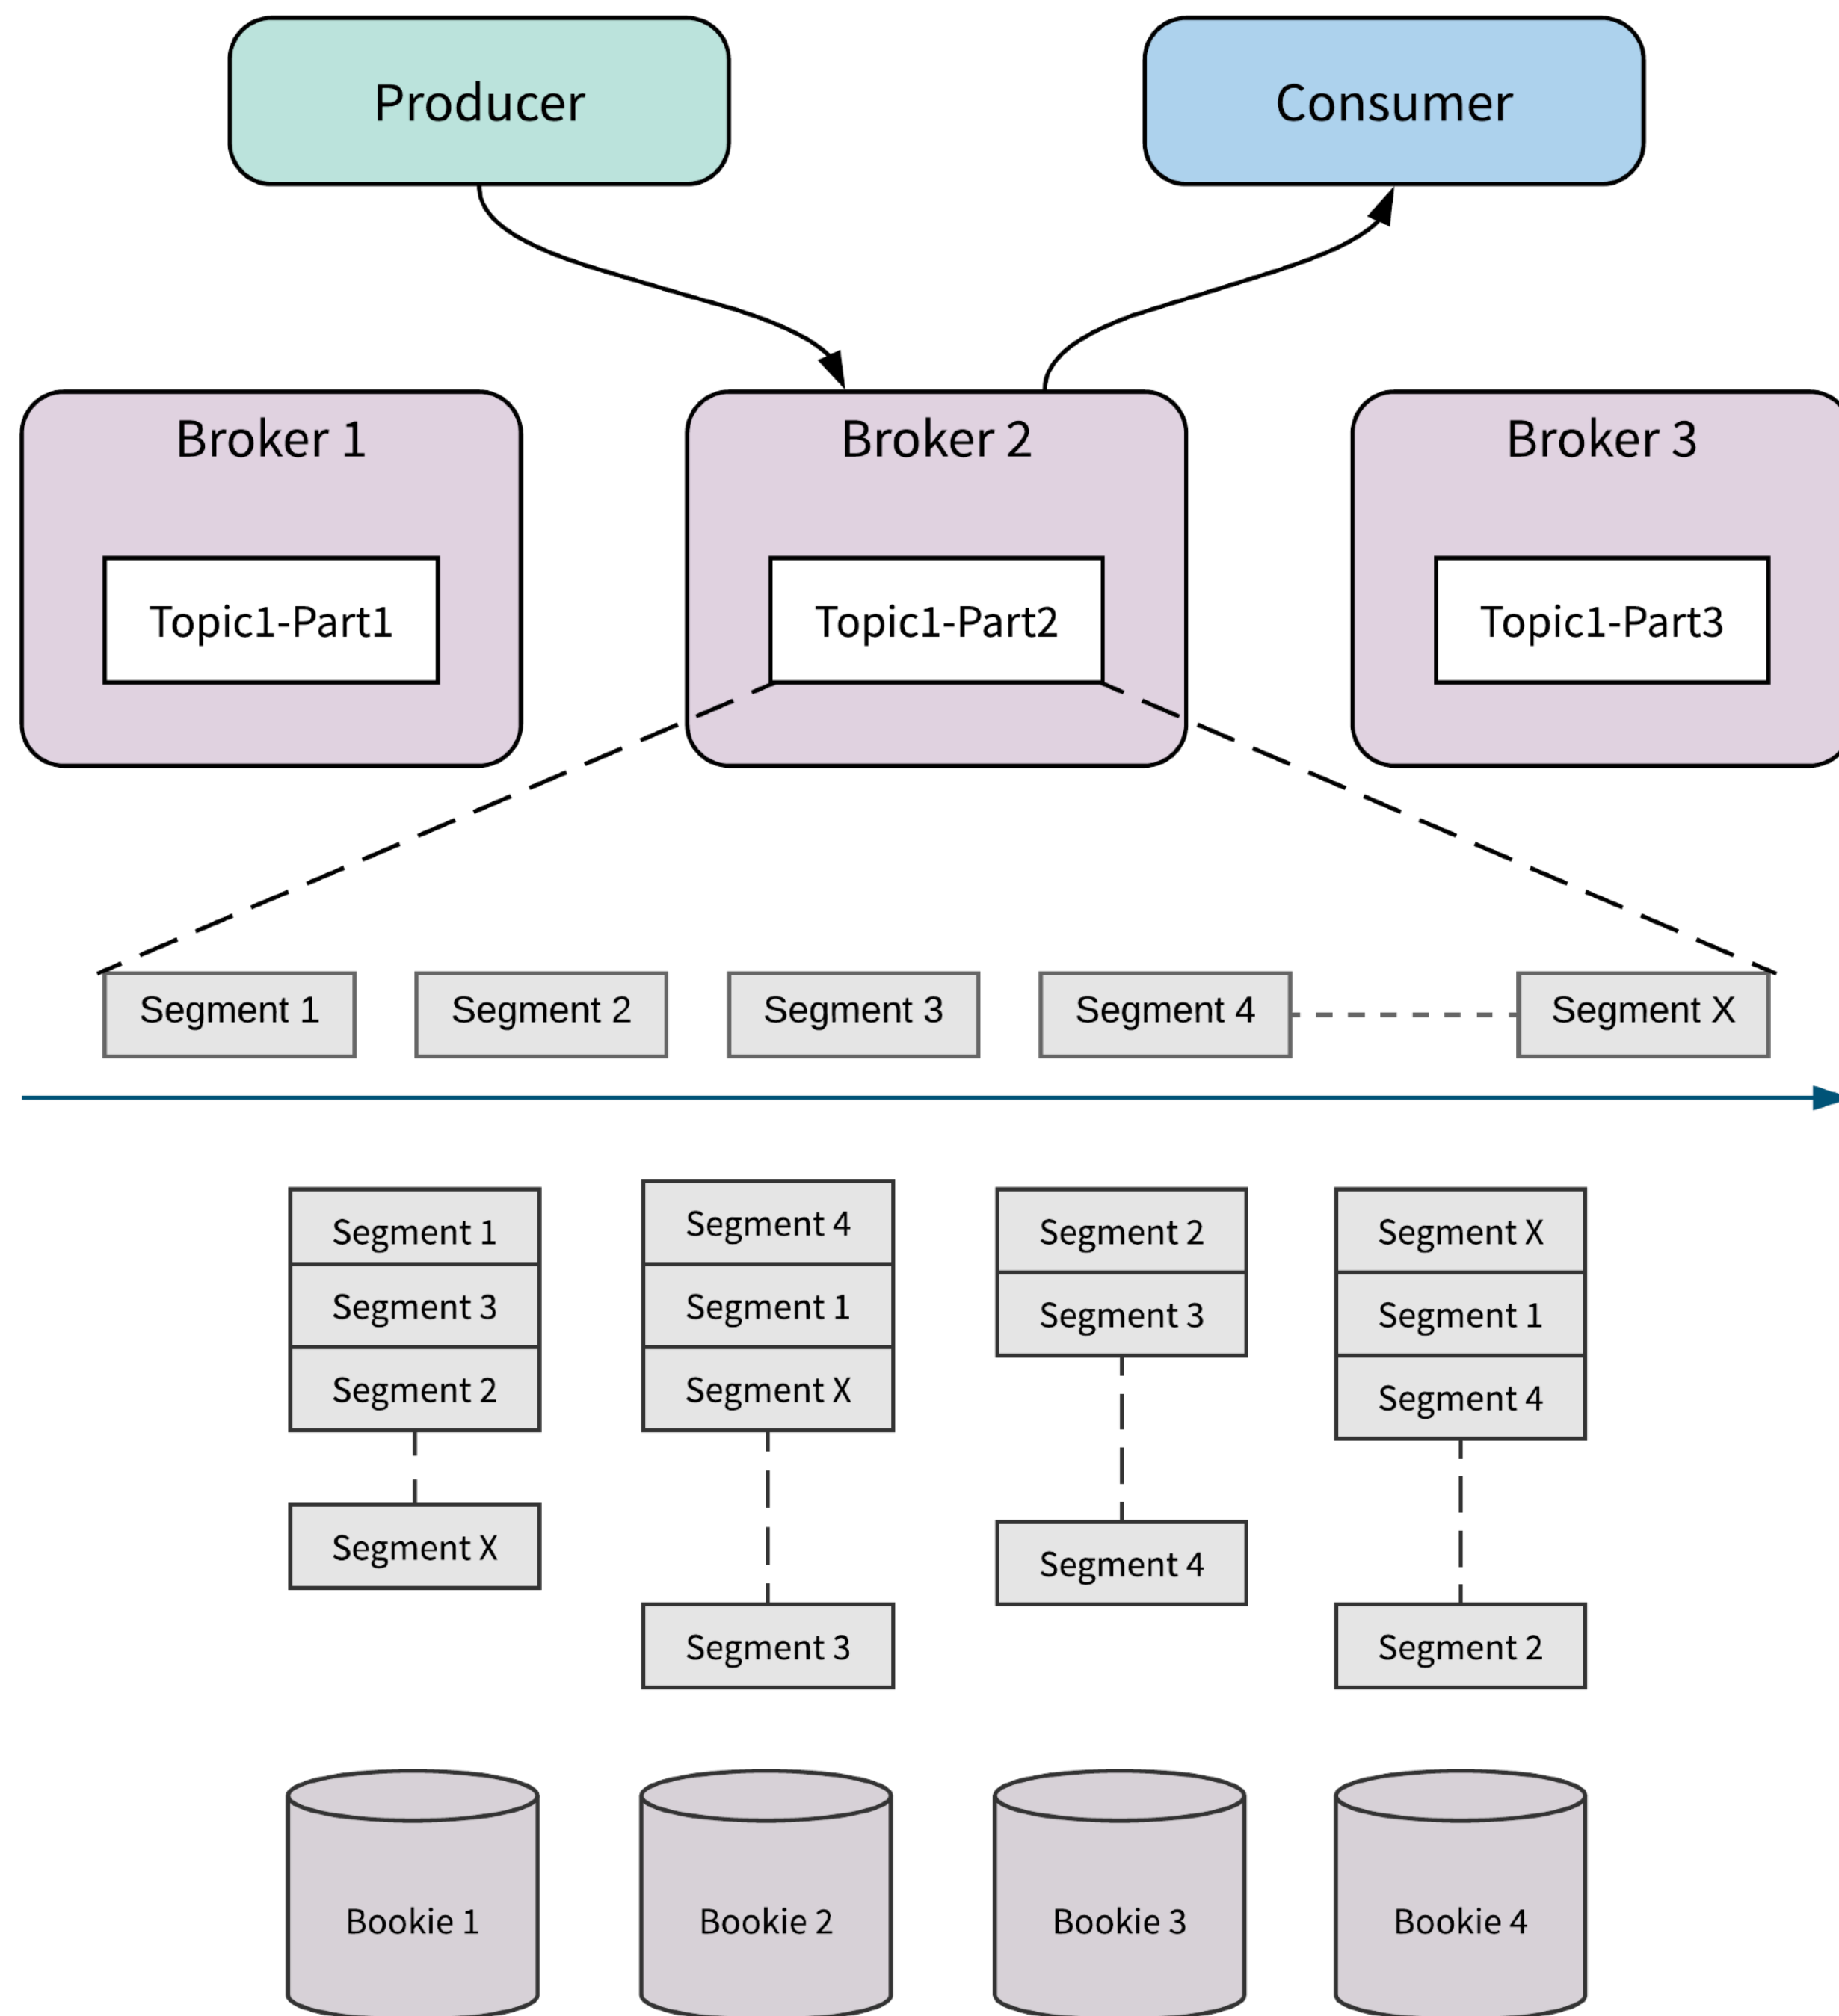 Producer
Consumer
Broker 1
Broker 2
Broker 3
Topic1-Part1
Topic1-Part2
Topic1-Part3
Segment 1
Segment 2
Segment 3
Segment 4
Segment X
Segment 1
Segment 3
Segment 2
Segment X
Segment 4
Segment 1
Segment X
Segment 3
Segment 2
Segment 3
Segment 4
Segment X
Segment 1
Segment 4
Segment 2
Bookie 1
Bookie 2
Bookie 3
Bookie 4